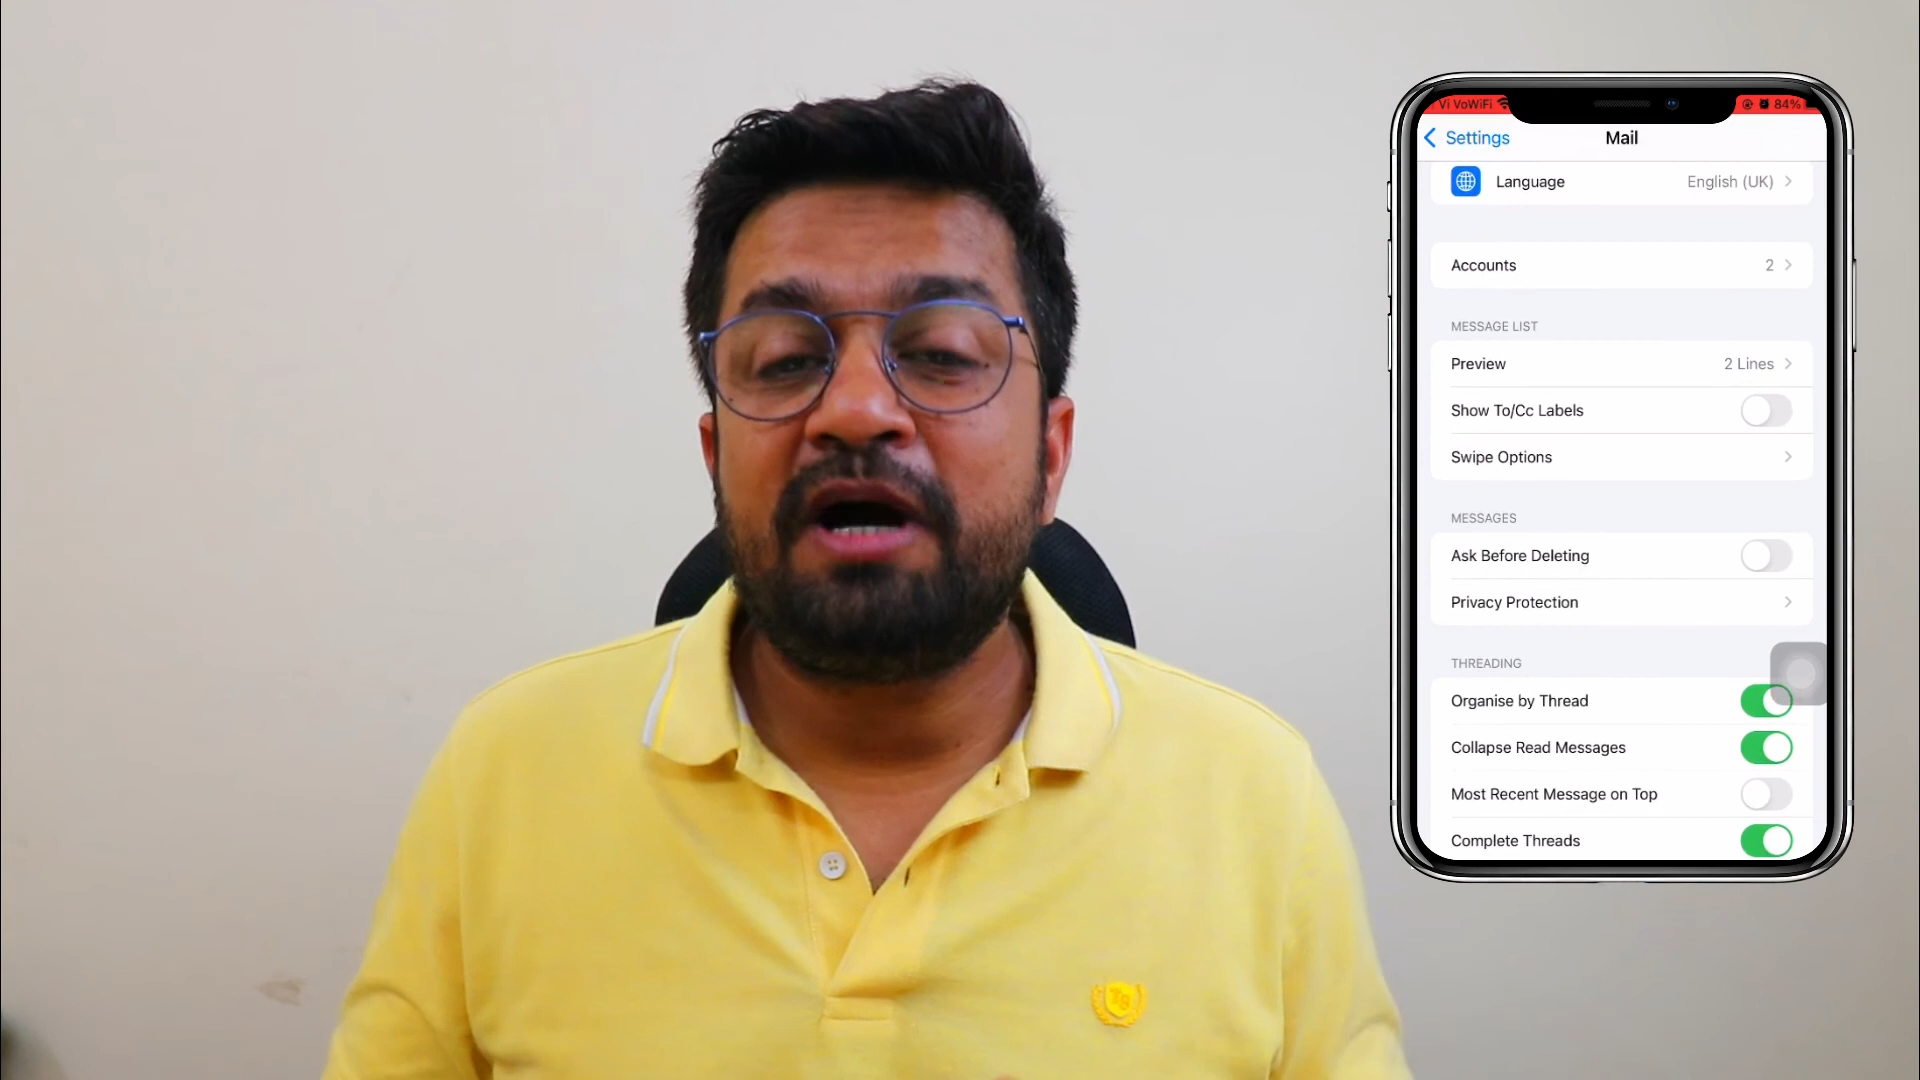 Vi VoWiFi 84%
Settings Mail
Language English (UK)
Accounts 2
MESSAGE LIST
Preview 2 Lines
Show To/Cc Labels
Swipe Options
MESSAGES
Ask Before Deleting
Privacy Protection
THREADING
Organise by Thread
Collapse Read Messages
Most Recent Message on Top
Complete Threads